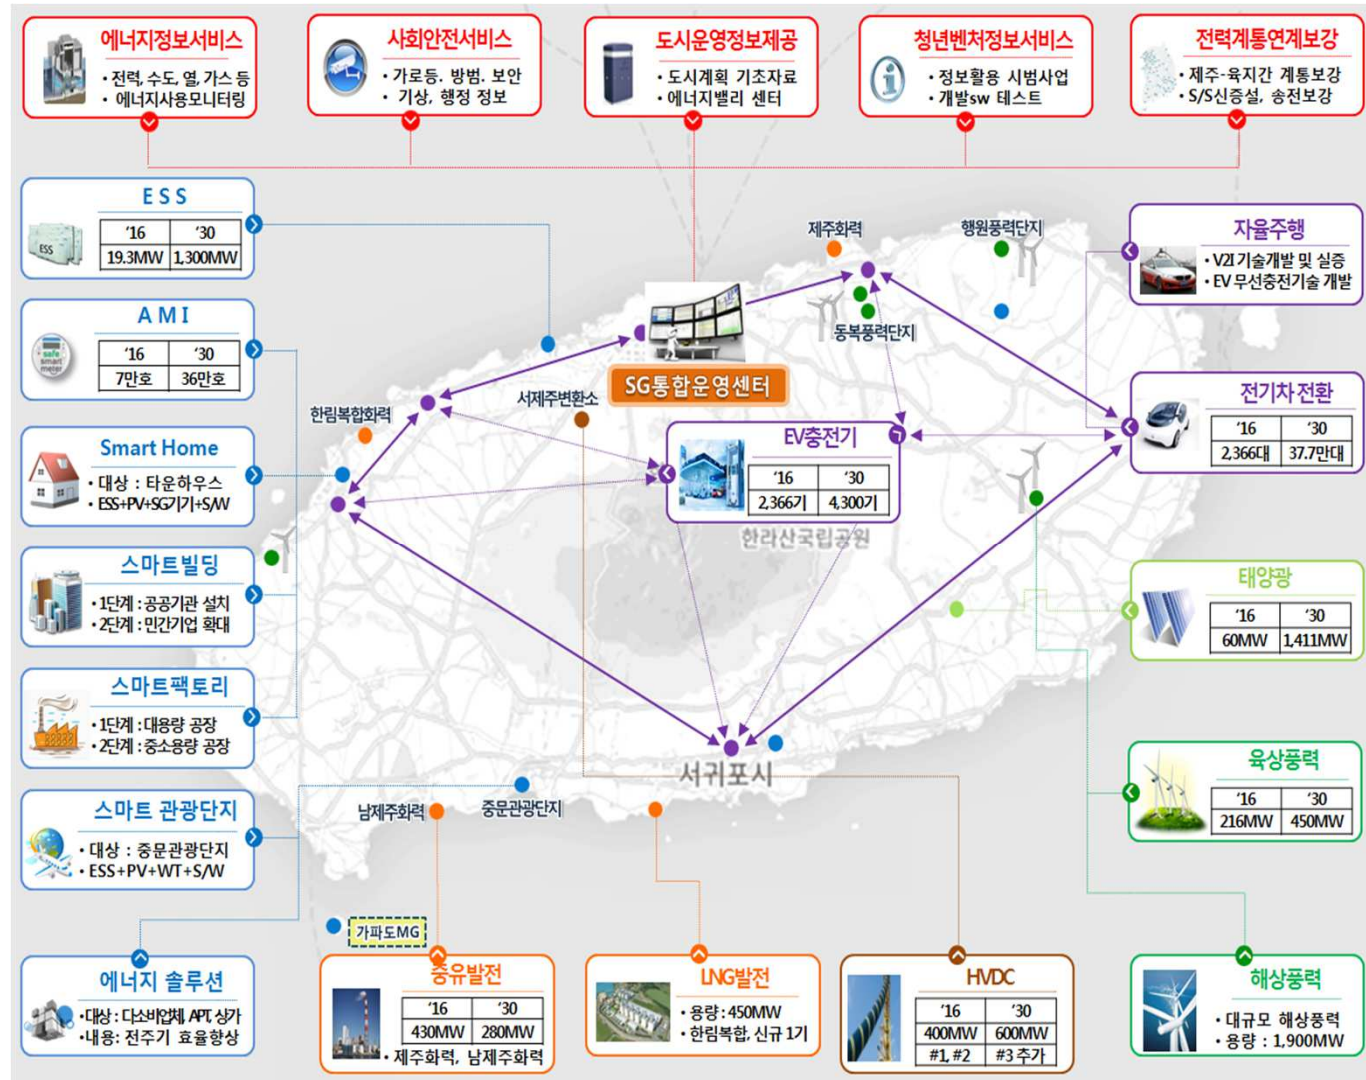 에너지정보서비스
• 전력, 수도, 열, 가스 등
• 에너지사용모니터링
사회안전서비스
• 가로등. 방범. 보안
• 기상, 행정 정보
도시운영정보제공
• 도시계획 기초자료
• 에너지밸리 센터
청년벤처정보서비스
• 정보활용 시범사업
• 개발sw 테스트
전력계통연계보강
• 제주-육지간 계통보강
• S/S신증설, 송전보강
ESS
ESS
'16 '30
19.3MW 1,300MW
AMI
safe
smart
meter
'16 '30
7만호 36만호
Smart Home
• 대상 : 타운하우스
• ESS+PV+SG기기+S/W
스마트빌딩
• 1단계 : 공공기관 설치
• 2단계 : 민간기업 확대
스마트팩토리
• 1단계 : 대용량 공장
• 2단계 : 중소용량 공장
스마트 관광단지
• 대상 : 중문관광단지
• ESS+PV+WT+S/W
에너지 솔루션
•대상 : 다소비업체, APT, 상가
•내용: 전주기 효율향상
제주화력
행원풍력단지
동복풍력단지
SG통합운영센터
서제주변환소
한림복합화력
EV충전기
'16 '30
2,366기 4,300기
한라산국립공원
서귀포시
남제주화력
중문관광단지
가파도MG
자율주행
• V2I 기술개발 및 실증
• EV 무선충전기술 개발
전기차 전환
'16 '30
2,366대 37.7만대
태양광
'16 '30
60MW 1,411MW
육상풍력
'16 '30
216MW 450MW
중유발전
'16 '30
430MW 280MW
• 제주화력, 남제주화력
LNG발전
• 용량 : 450MW
• 한림복합, 신규 1기
HVDC
'16 '30
400MW 600MW
#1, #2 #3 추가
해상풍력
• 대규모 해상풍력
• 용량 : 1,900MW